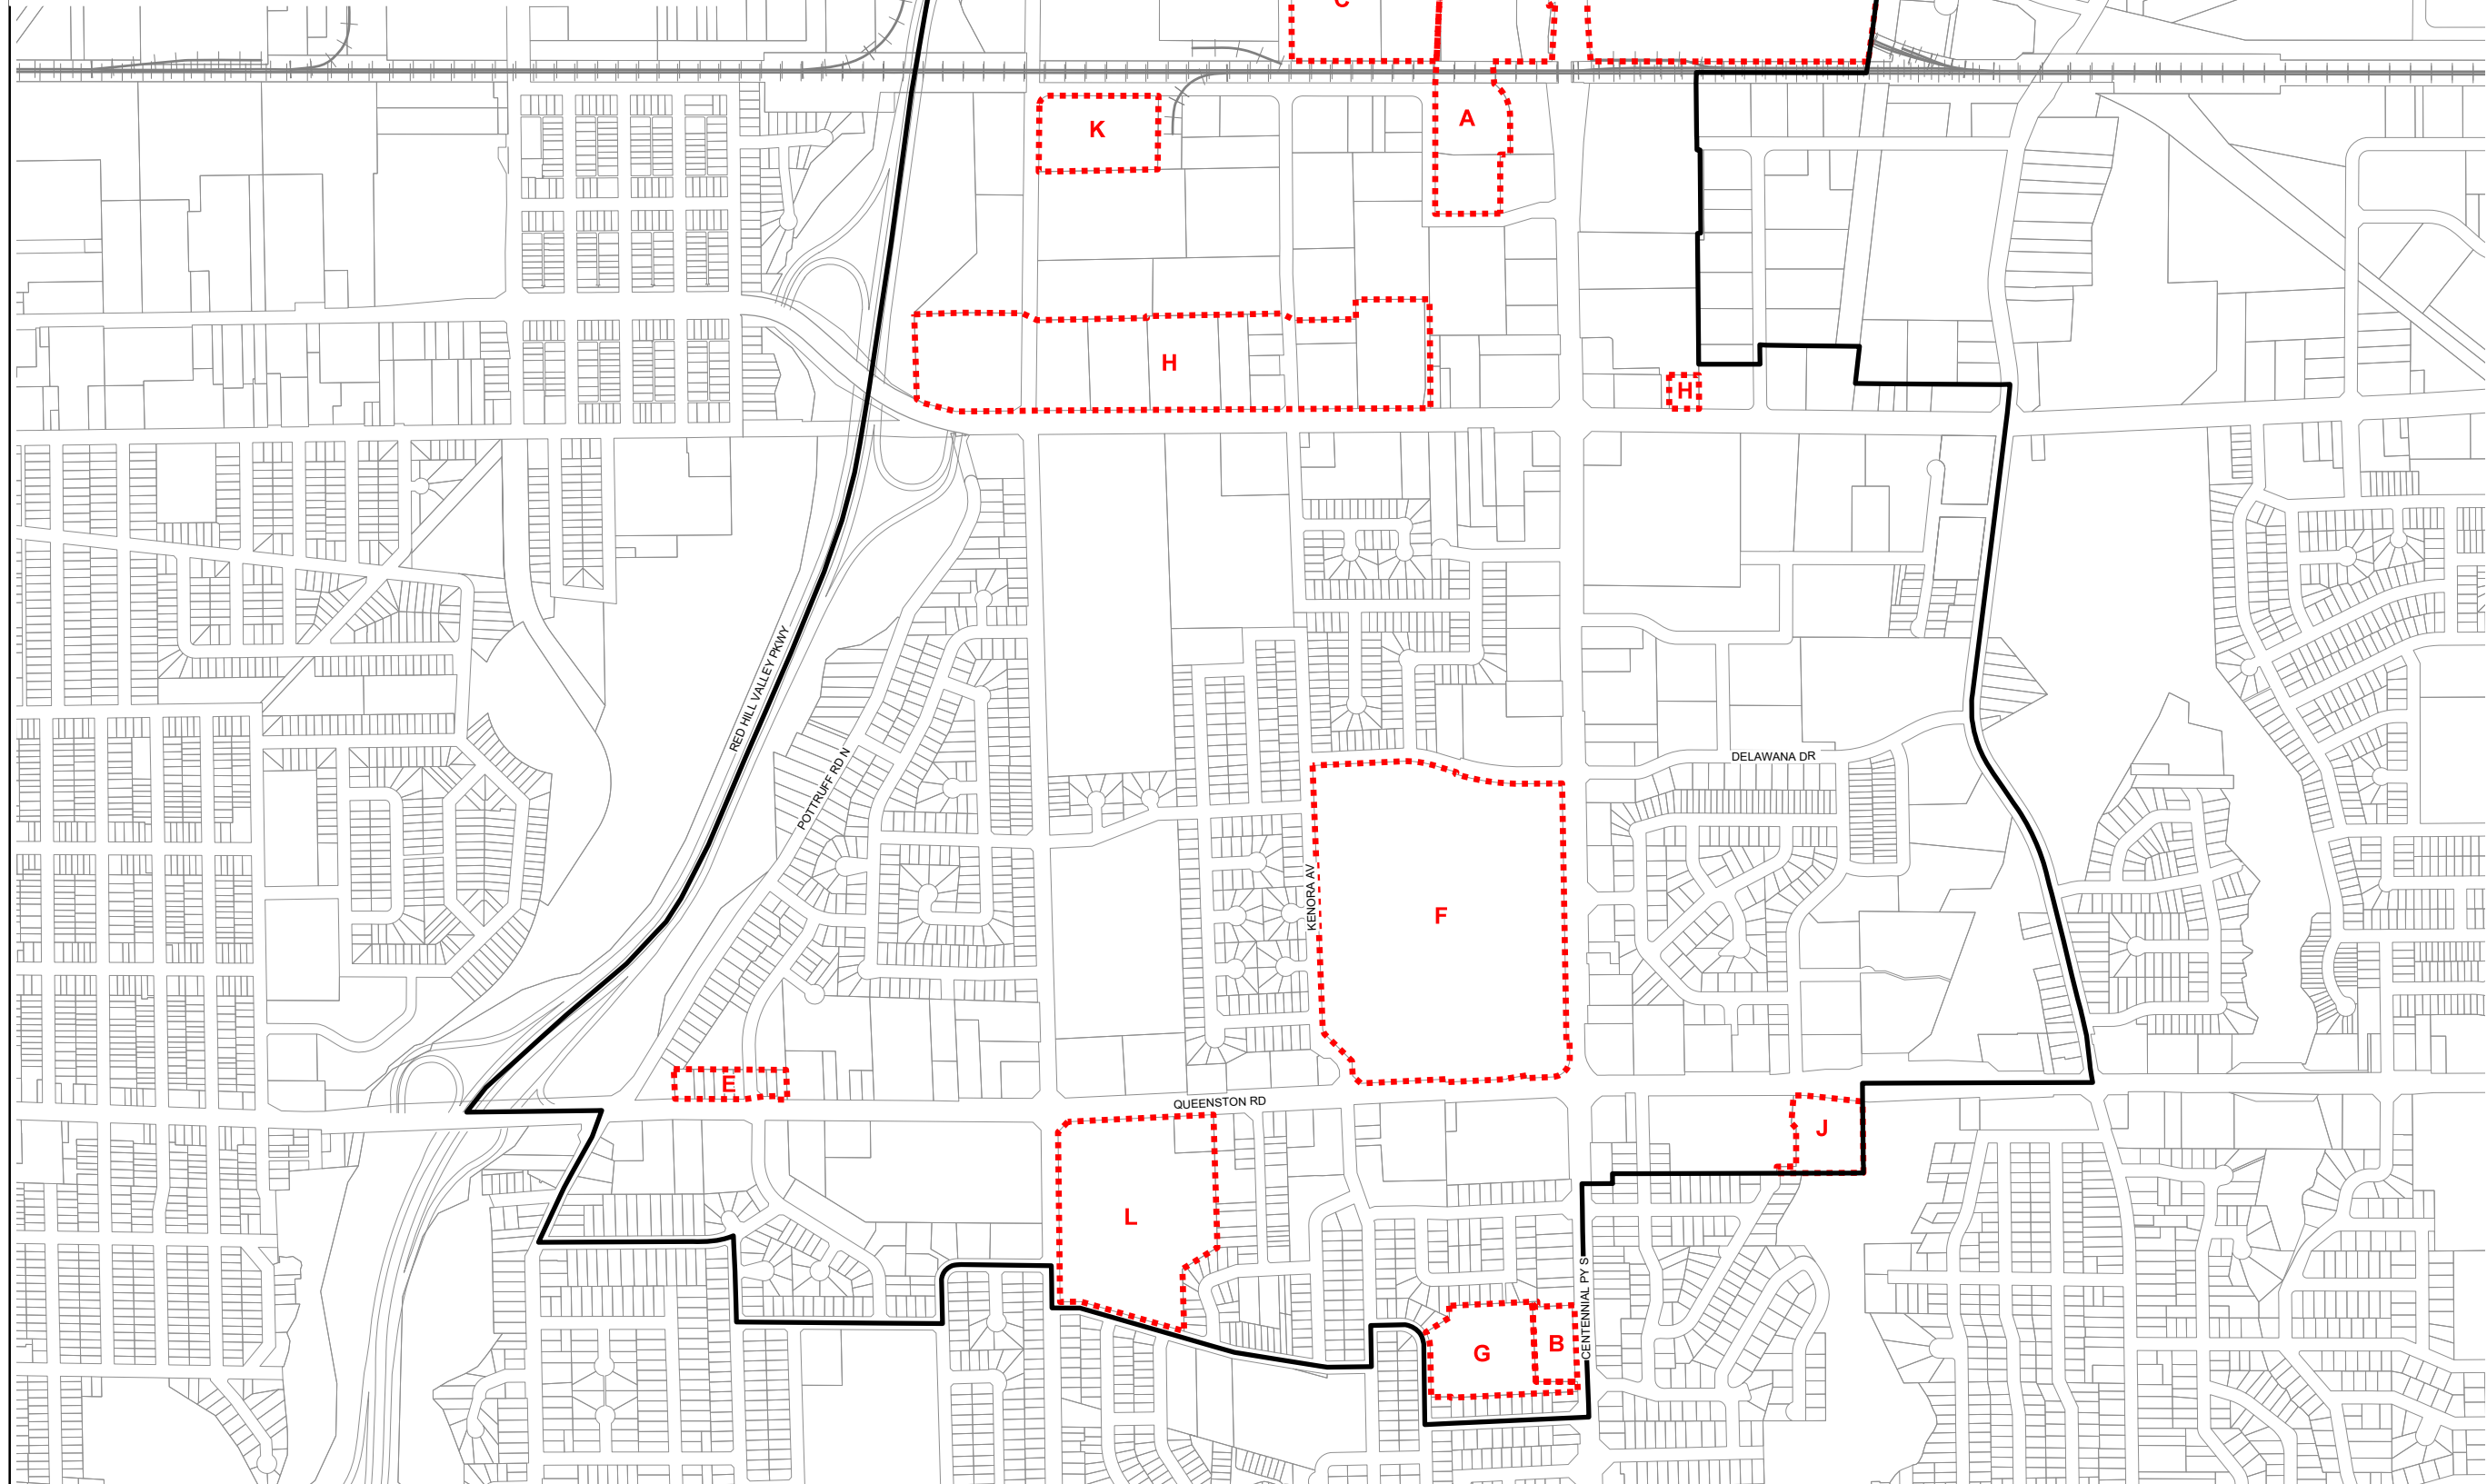 C
A
K
H
H
RED HILL VALLEY PKWY
POTTRUFF RD N
DELAWANA DR
KENORA AV
F
E
QUEENSTON RD
J
L
CENTENNIAL PY S
G
B